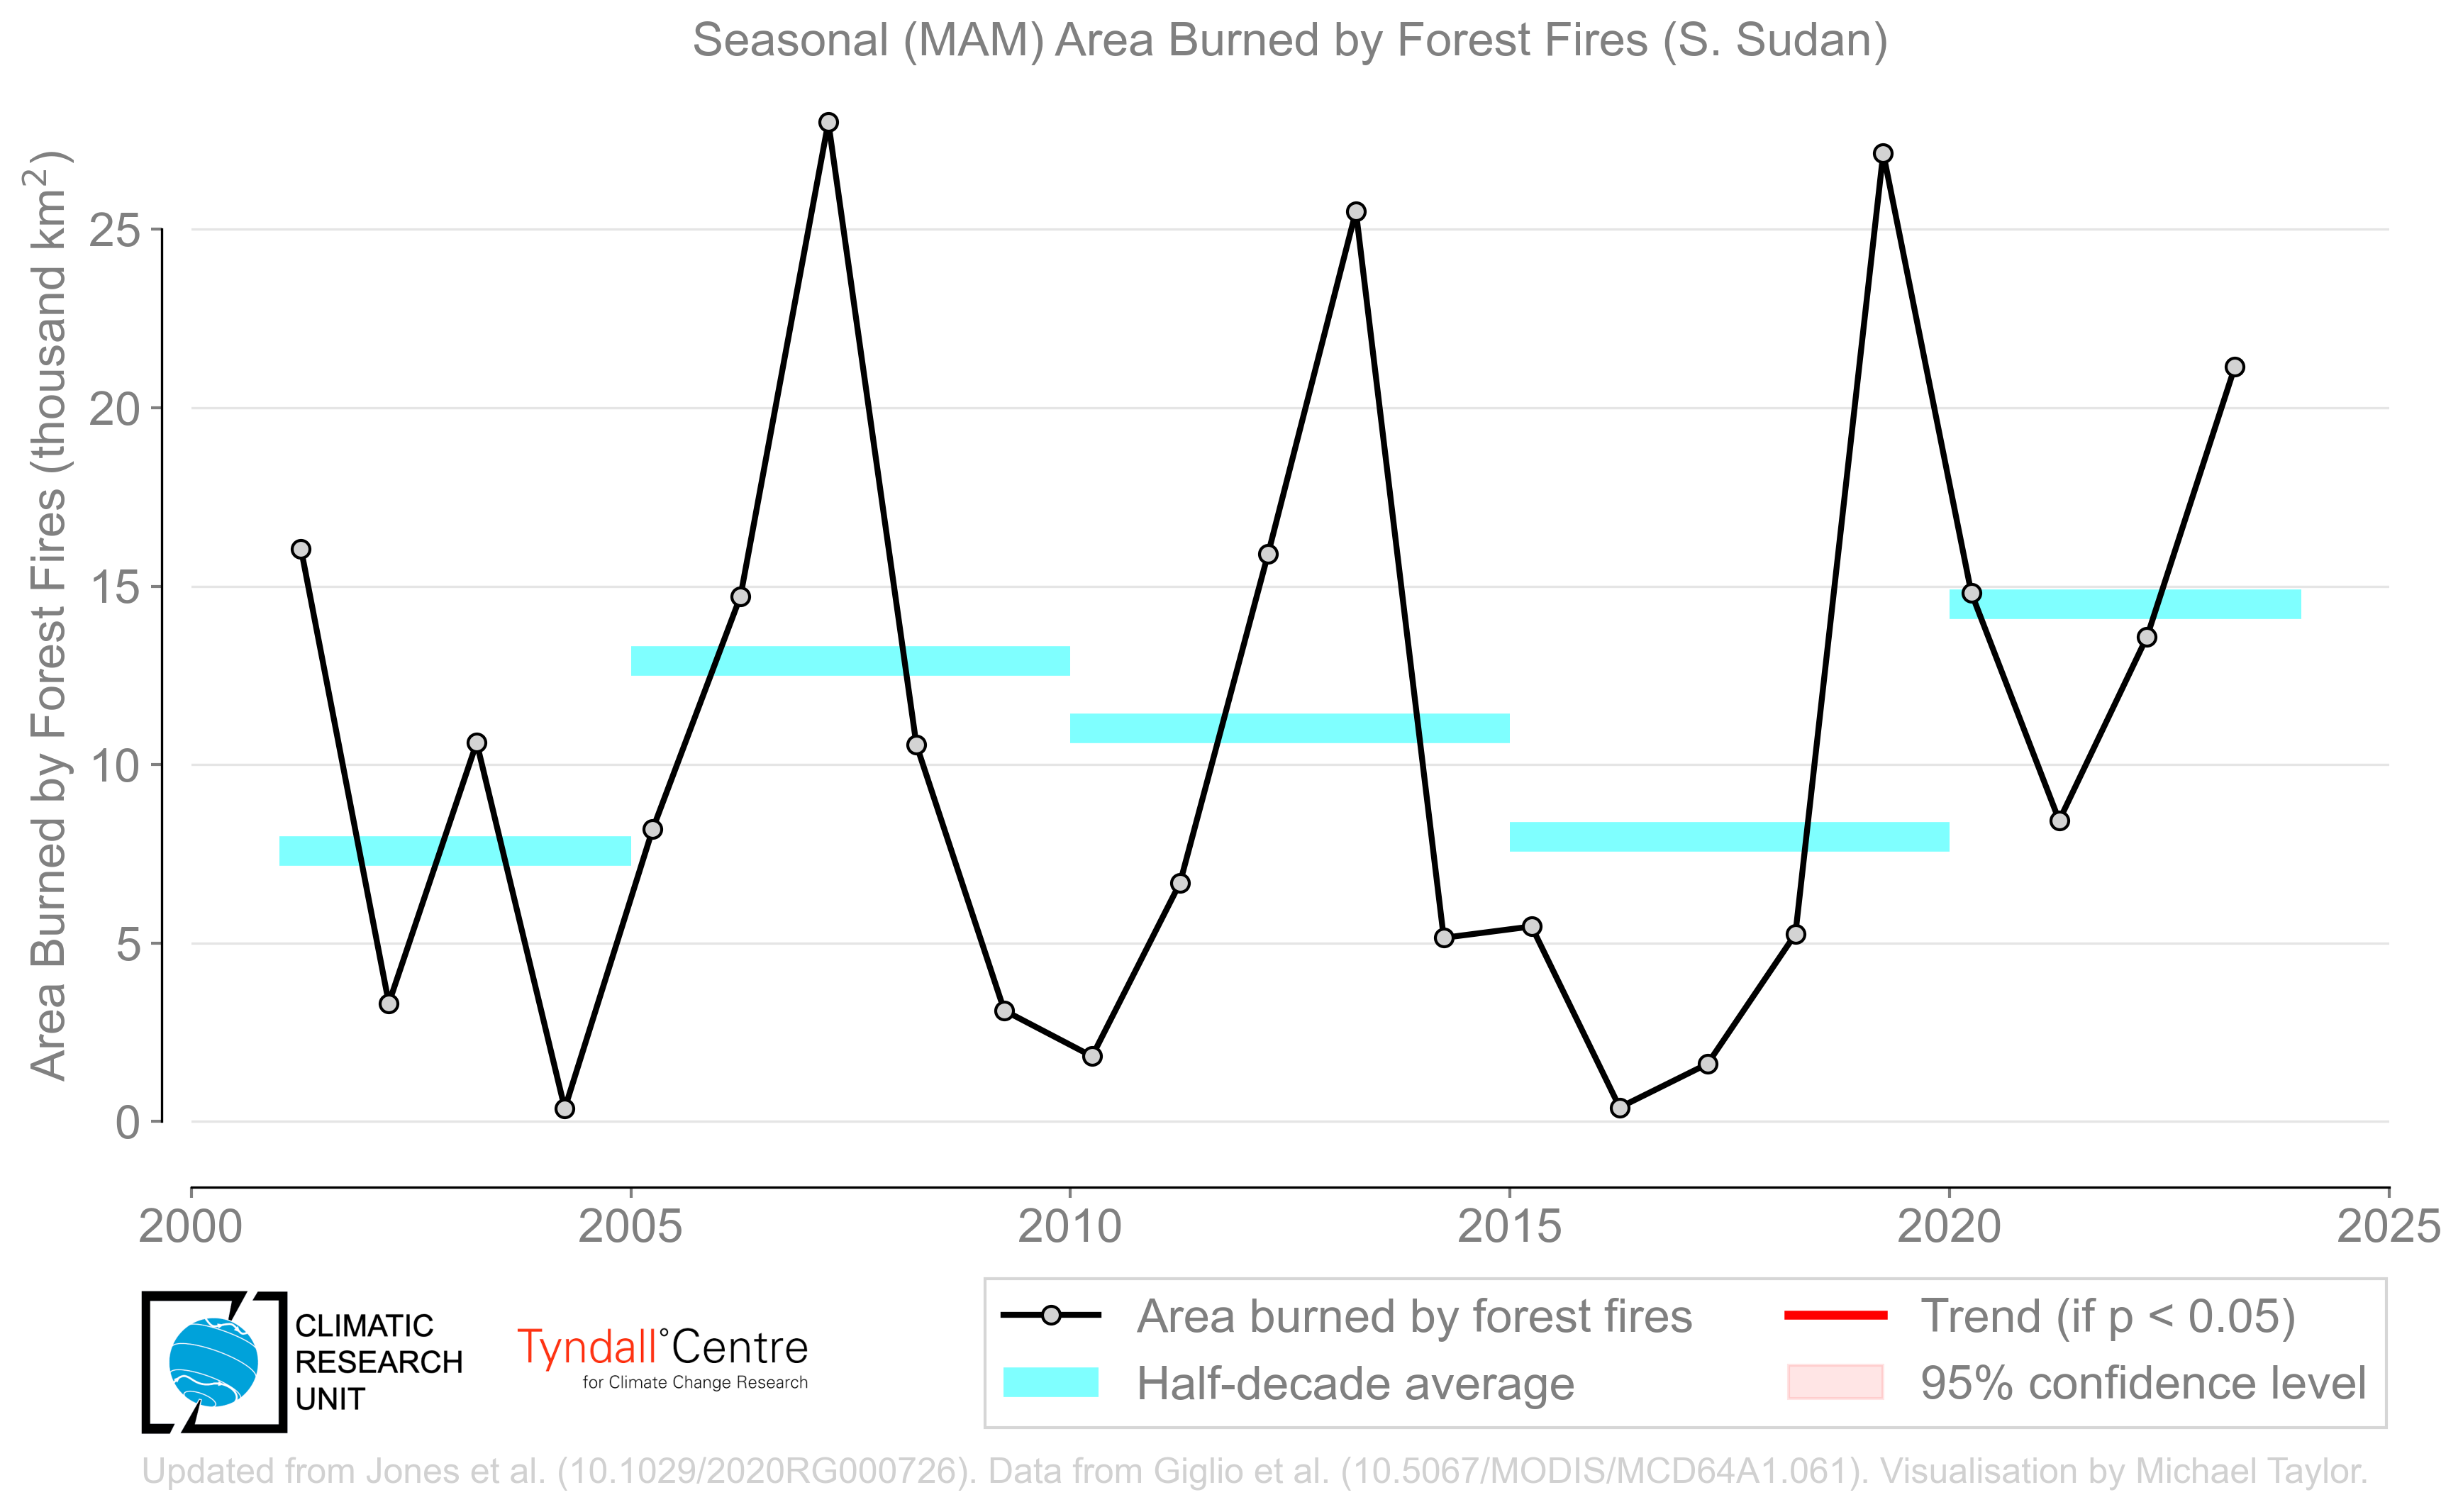 Seasonal (MAM) Area Burned by Forest Fires (S. Sudan)
Area Burned by Forest Fires (thousand km²)
25
20
15
10
5
0
2000 2005 2010 2015 2020 2025
CLIMATIC
RESEARCH
UNIT
Tyndall°Centre
for Climate Change Research
Area burned by forest fires
Half-decade average
Trend (if p < 0.05)
95% confidence level
Updated from Jones et al. (10.1029/2020RG000726). Data from Giglio et al. (10.5067/MODIS/MCD64A1.061). Visualisation by Michael Taylor.